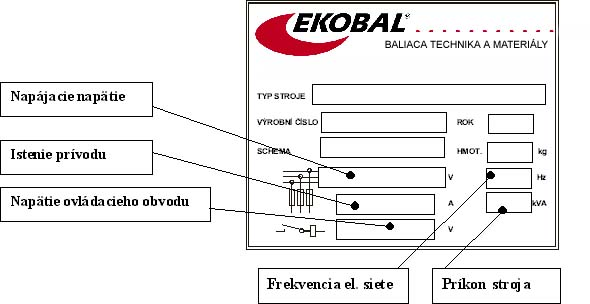 EKOBAL®
BALIACA TECHNIKA A MATERIÁLY
TYP STROJE
VÝROBNÍ ČÍSLO ROK
SCHEMA HMOT. kg
V Hz
A kVA
V
Napájacie napätie
Istenie prívodu
Napätie ovládacieho obvodu
Frekvencia el. siete
Príkon stroja